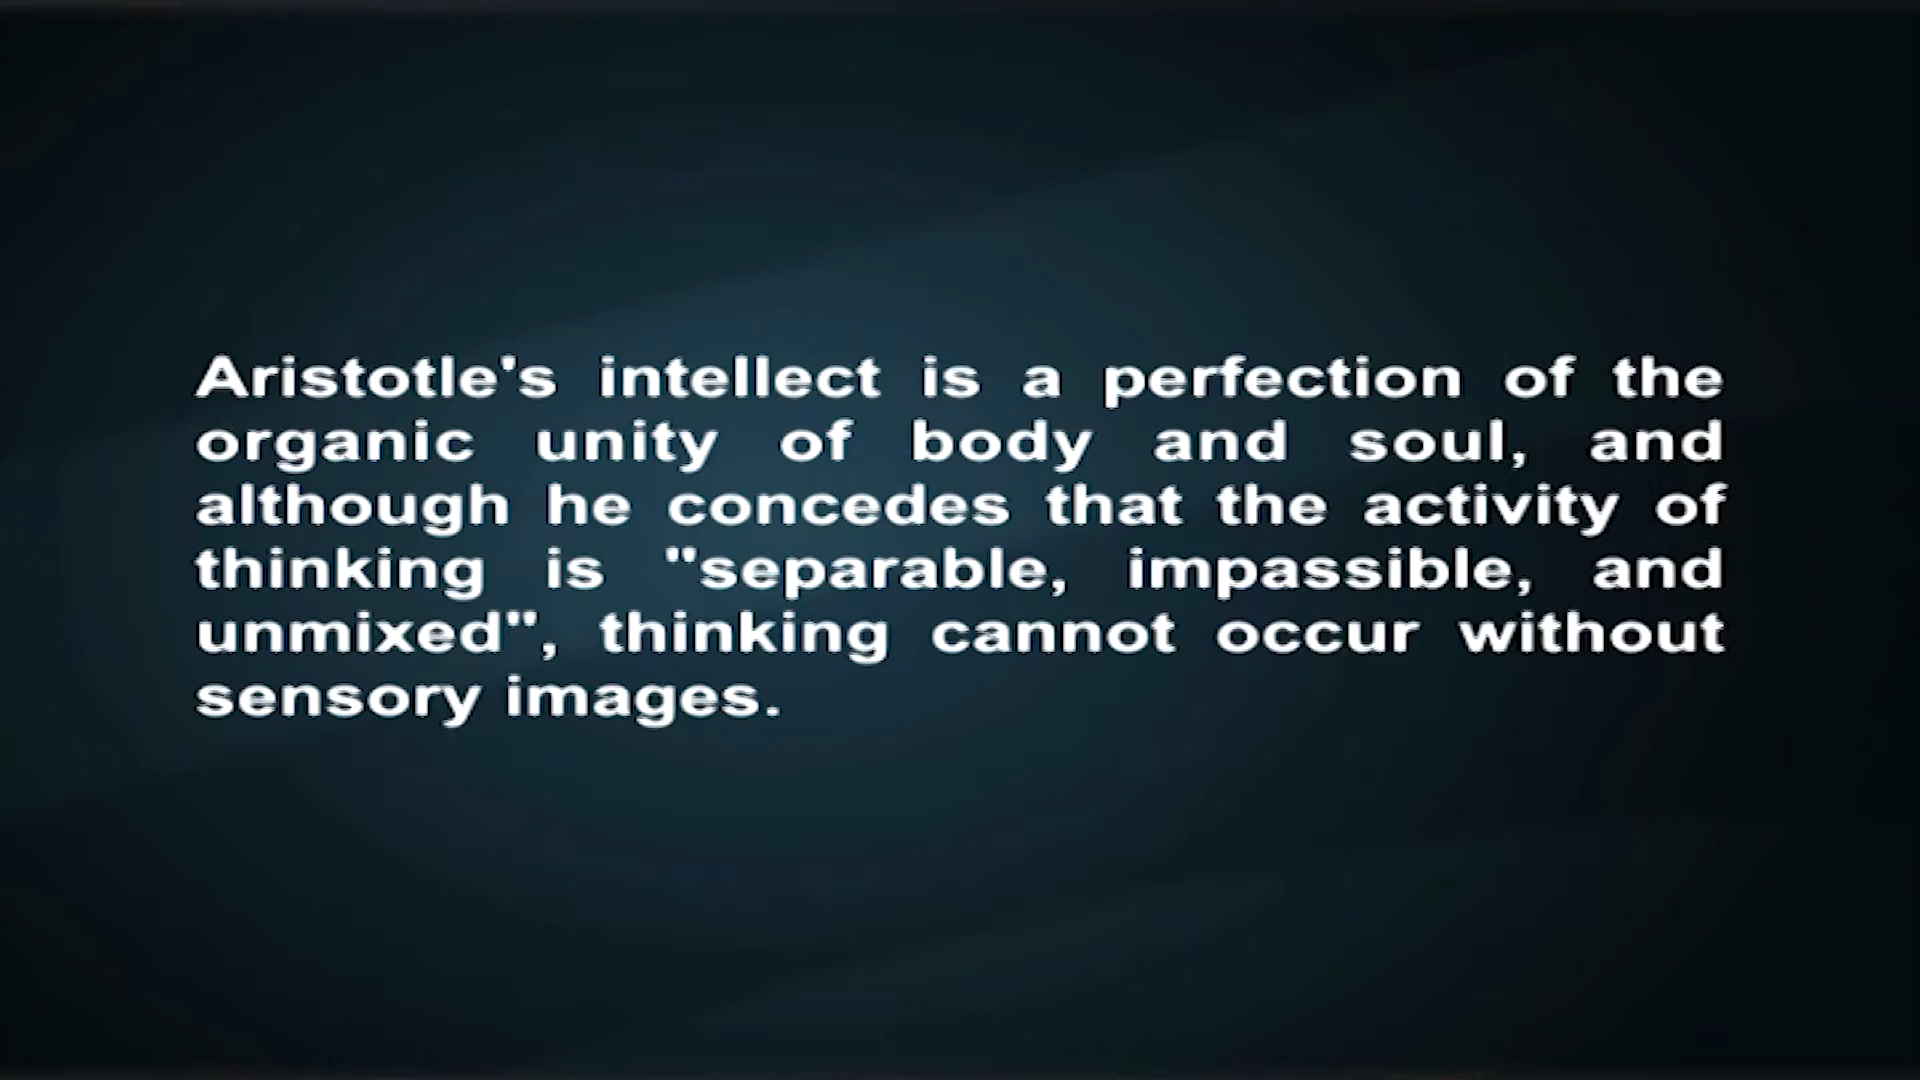 Aristotle's intellect is a perfection of the
organic unity of body and soul, and
although he concedes that the activity of
thinking is "separable, impassible, and
unmixed", thinking cannot occur without
sensory images.